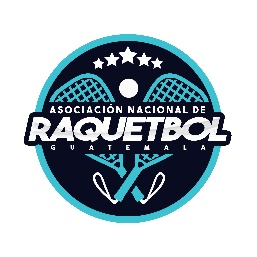 ASOCIACIÓN NACIONAL DE
RAQUETBOL
GUATEMALA